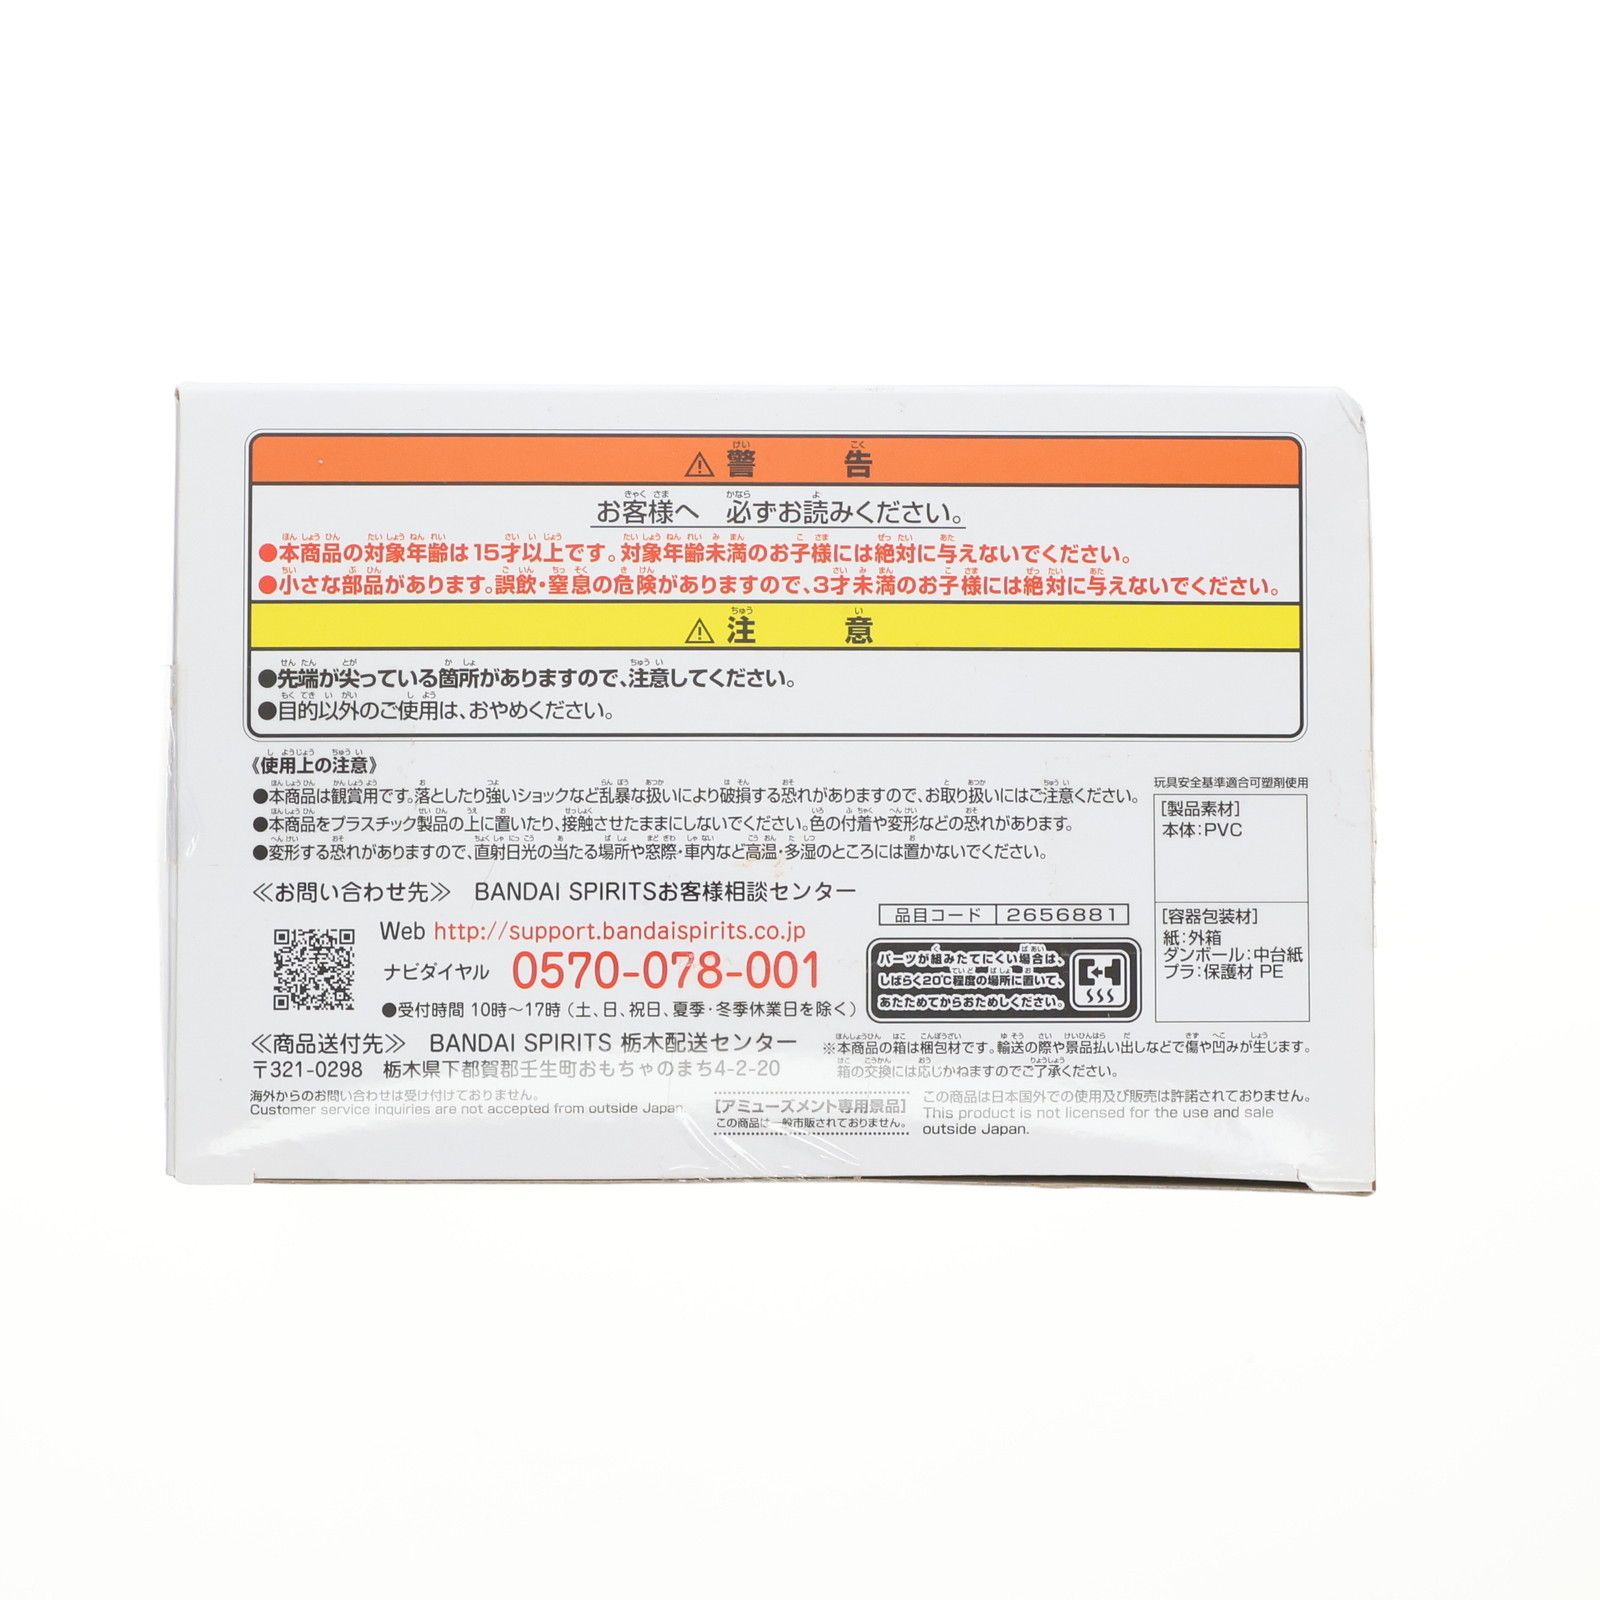 ⚠警 告
お客様へ 必ずお読みください。
●本商品の対象年齢は15才以上です。対象年齢未満のお子様には絶対に与えないでください。
●小さな部品があります。誤飲・窒息の危険がありますので、3才未満のお子様には絶対に与えないでください。
⚠注 意
●先端が尖っている箇所がありますので、注意してください。
●目的以外のご使用は、おやめください。
《使用上の注意》
●本商品は観賞用です。落としたり強いショックなど乱暴な扱いにより破損する恐れがありますので、お取り扱いにはご注意ください。
●本商品をプラスチック製品の上に置いたり、接触させたままにしないでください。色の付着や変形などの恐れがあります。
●変形する恐れがありますので、直射日光の当たる場所や窓際・車内など高温・多湿のところには置かないでください。
≪お問い合わせ先≫ BANDAI SPIRITSお客様相談センター
Web http://support.bandaispirits.co.jp
ナビダイヤル 0570-078-001
●受付時間 10時～17時（土、日、祝日、夏季・冬季休業日を除く）
≪商品送付先≫ BANDAI SPIRITS 栃木配送センター
〒321-0298 栃木県下都賀郡壬生町おもちゃのまち4-2-20
海外からのお問い合わせは受け付けておりません。
Customer service inquiries are not accepted from outside Japan.
品目コード 2656881
パーツが組みたてにくい場合は、
しばらく20℃程度の場所に置いて、
あたためてからおためしください。
玩具安全基準適合可塑剤使用
[製品素材]
本体：PVC
[容器包装材]
紙：外箱
ダンボール：中台紙
プラ：保護材 PE
※本商品の箱は梱包材です。輸送の際や景品払い出しなどで傷や凹みが生じます。
箱の交換には応じかねますのでご了承ください。
[アミューズメント専用景品]
この商品は一般市販されておりません。
この商品は日本国外での使用及び販売は許諾されておりません。
This product is not licensed for the use and sale
outside Japan.